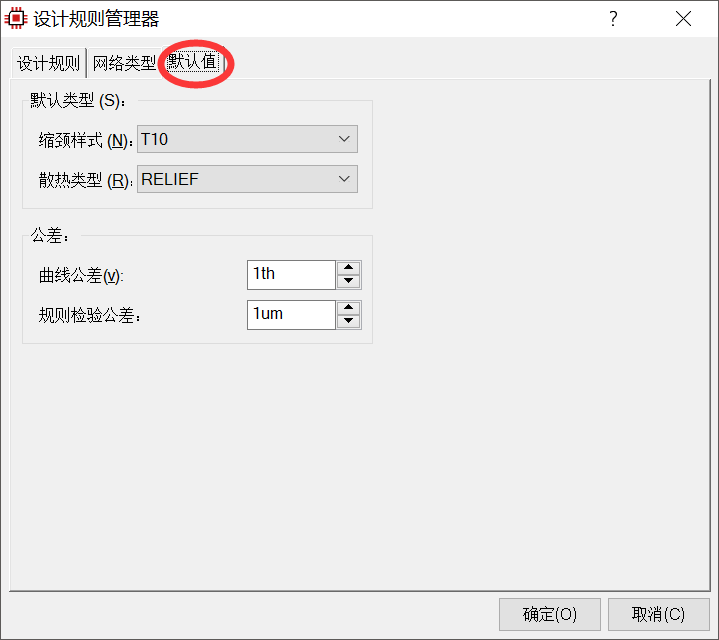 设计规则管理器
?
设计规则 网络类型 默认值
默认类型 (S):
缩颈样式 (N): T10
散热类型 (R): RELIEF
公差:
曲线公差(v): 1th
规则检验公差: 1um
确定(O) 取消(C)